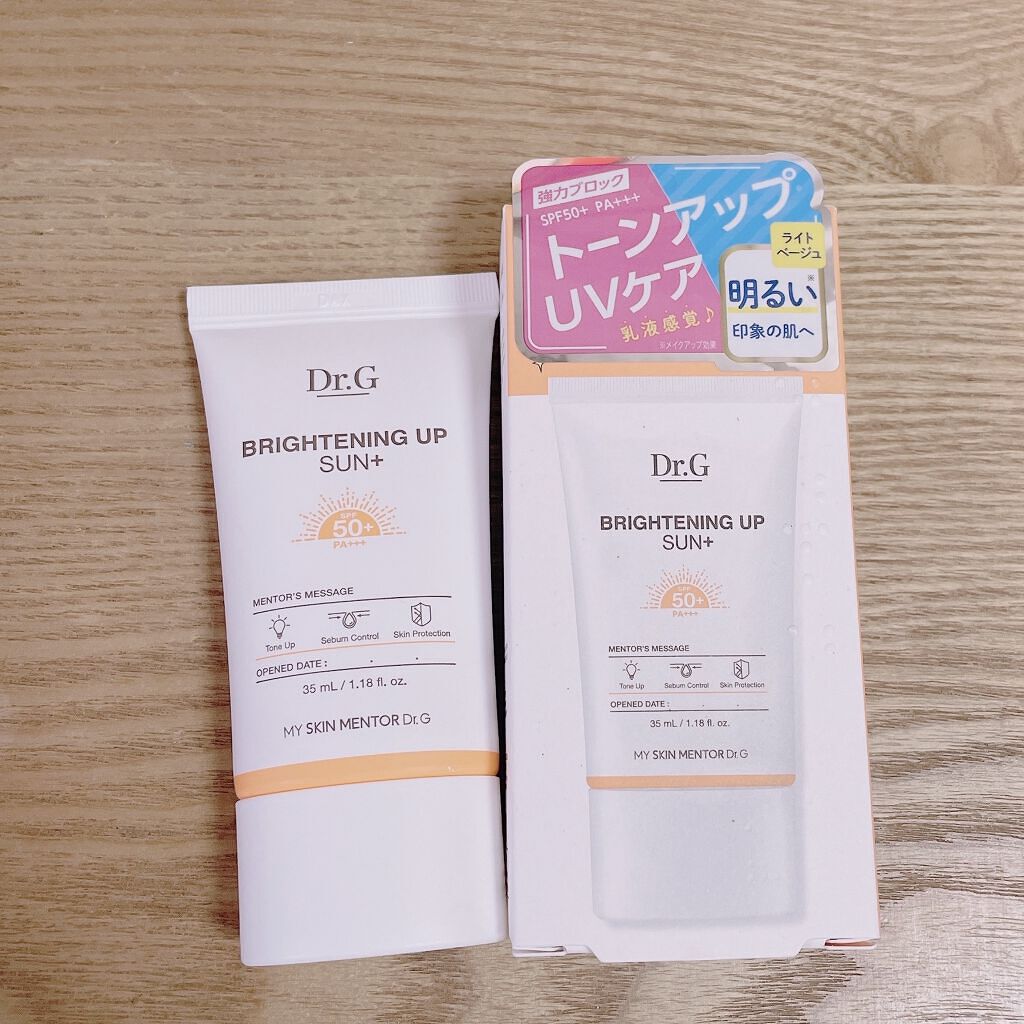 Dr.G
BRIGHTENING UP
SUN+
SPF
50+
PA+++
MENTOR'S MESSAGE
Tone Up
Sebum Control
Skin Protection
OPENED DATE : . .
35 mL / 1.18 fl. oz.
MY SKIN MENTOR Dr.G
強力ブロック
SPF50+ PA+++
トーンアップ
UVケア
乳液感覚♪
※メイクアップ効果
ライト
ベージュ
明るい※
印象の肌へ
Dr.G
BRIGHTENING UP
SUN+
SPF
50+
PA+++
MENTOR'S MESSAGE
Tone Up
Sebum Control
Skin Protection
OPENED DATE : . .
35 mL / 1.18 fl. oz.
MY SKIN MENTOR Dr.G